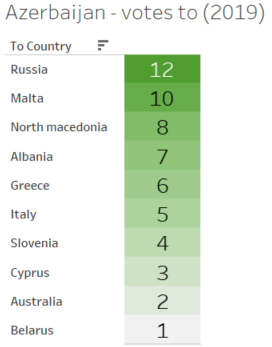 Azerbaijan - votes to (2019)
To Country
Russia 12
Malta 10
North macedonia 8
Albania 7
Greece 6
Italy 5
Slovenia 4
Cyprus 3
Australia 2
Belarus 1